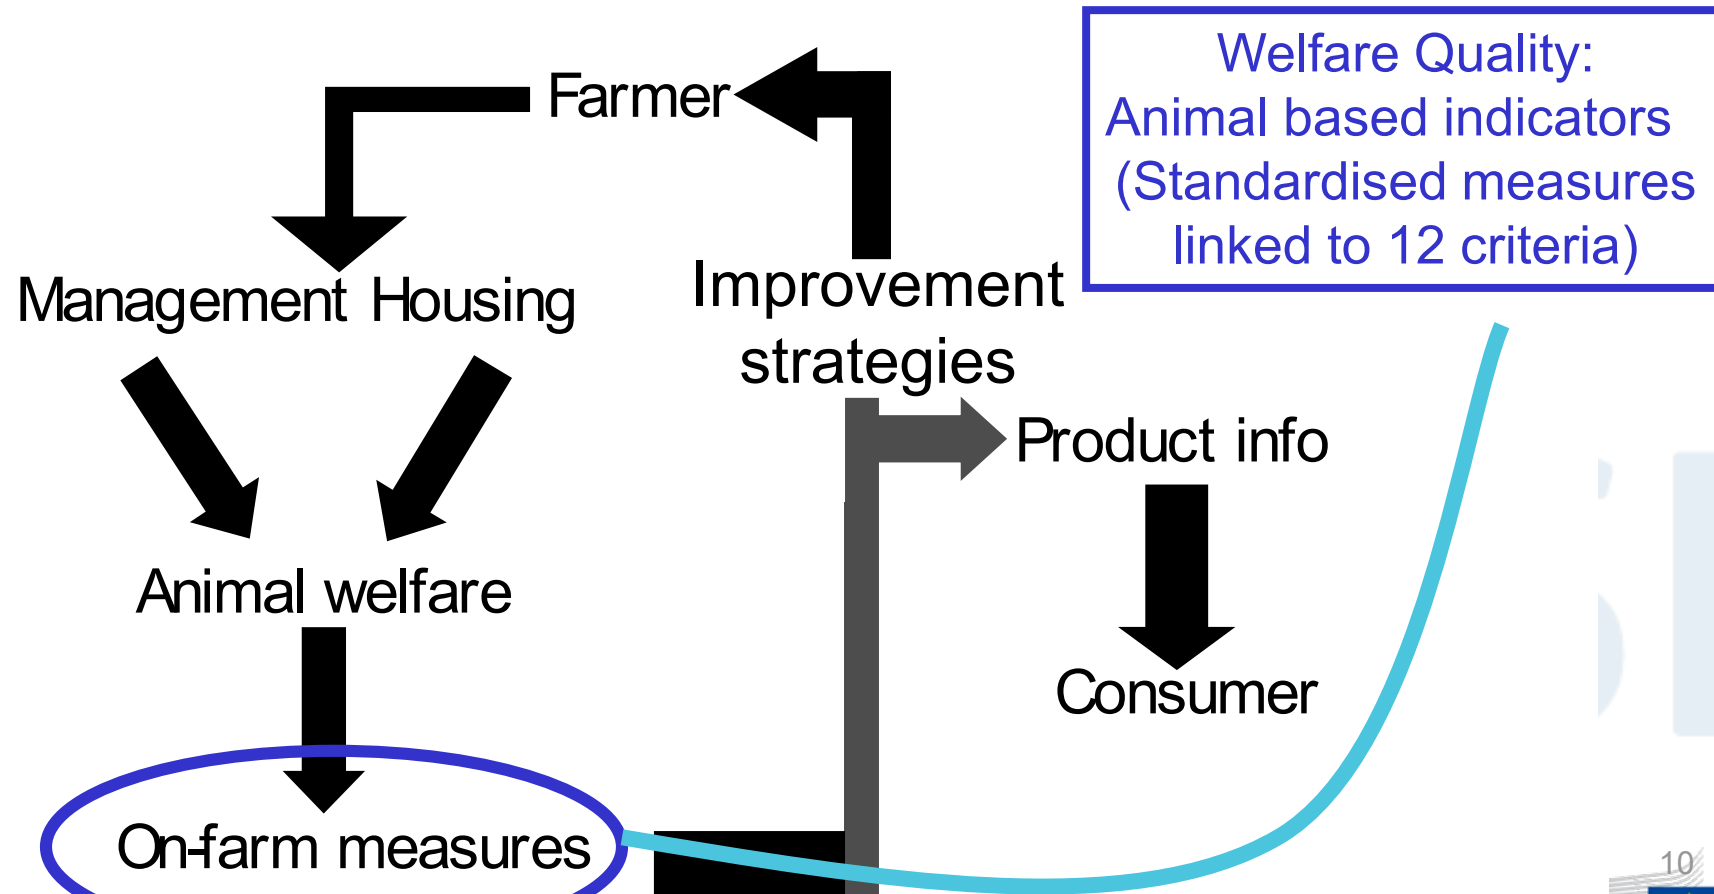 Farmer
Welfare Quality:
Animal based indicators
(Standardised measures
linked to 12 criteria)
Management Housing
Improvement
strategies
Product info
Animal welfare
Consumer
On-farm measures
10